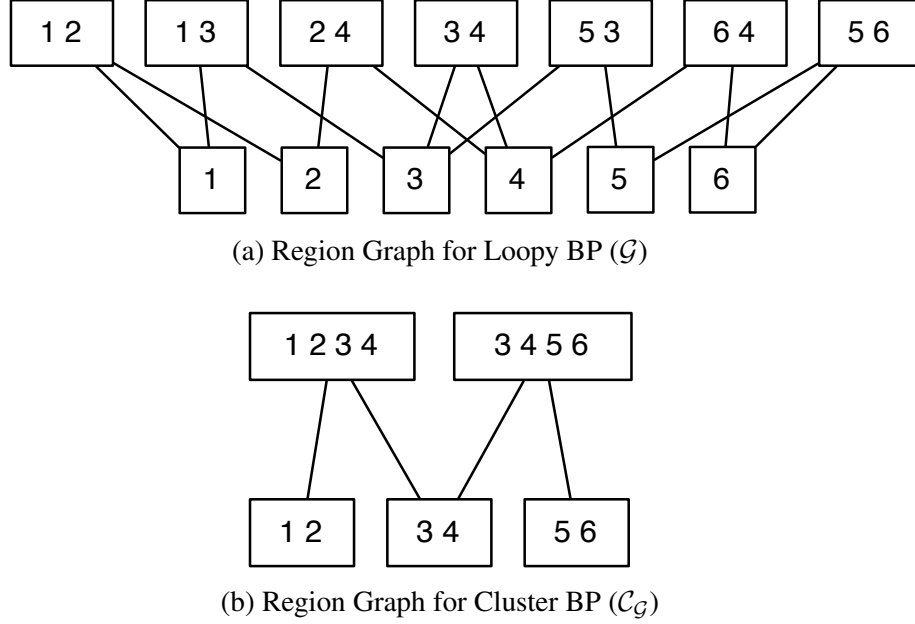 1 2 1 3 2 4 3 4 5 3 6 4 5 6
1 2 3 4 5 6
(a) Region Graph for Loopy BP (𝒢)
1 2 3 4 3 4 5 6
1 2 3 4 5 6
(b) Region Graph for Cluster BP (𝒞𝒢)